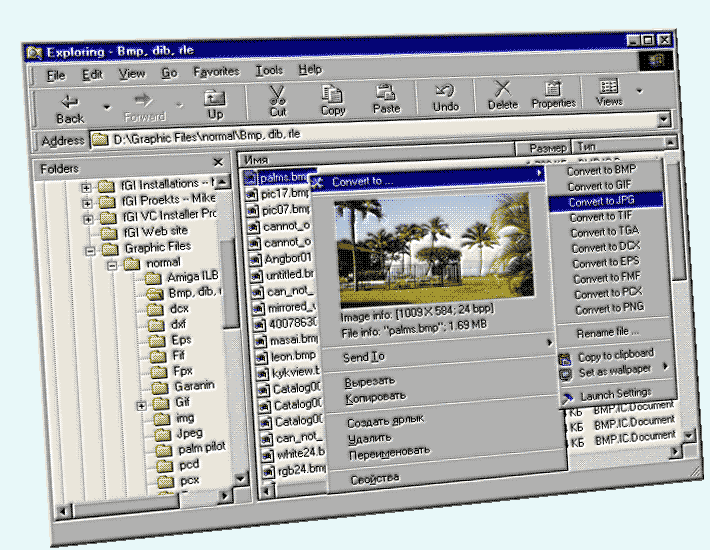 Exploring - Bmp, dib, rle
File Edit View Go Favorites Tools Help
Back Forward Up Cut Copy Paste Undo Delete Properties Views
Address D:\Graphic Files\normal\Bmp, dib, rle
Folders
fGI Installations --
fGI Proekts -- Mike
fGI VC Installer Pro
fGI Web site
Graphic Files
normal
Amiga ILB
Bmp, dib,
dcx
dxf
Eps
Fif
Fpx
Garanin
Gif
img
Jpeg
palm pilot
pcd
pcx
Имя Размер Тип
palms.bmp
pic17.bmp
pic07.bmp
cannot_o
cannot_o
Angbor01
untitled.br
can_not_
mirrored_
40078630
masai.bmp
leon.bmp
kykview.b
Catalog00
Catalog00
Catalog00
can_not_
white24.b
rgb24.bmp
Convert to ...
Image info: [1009 X 584; 24 bpp]
File info: "palms.bmp"; 1.69 MB
Send To
Вырезать
Копировать
Создать ярлык
Удалить
Переименовать
Свойства
Convert to BMP
Convert to GIF
Convert to JPG
Convert to TIF
Convert to TGA
Convert to DCX
Convert to EPS
Convert to FMF
Convert to PCX
Convert to PNG
Rename file ...
Copy to clipboard
Set as wallpaper
Launch Settings
КБ BMP.IC.Document
КБ BMP.IC.Document
КБ BMP.IC.Document